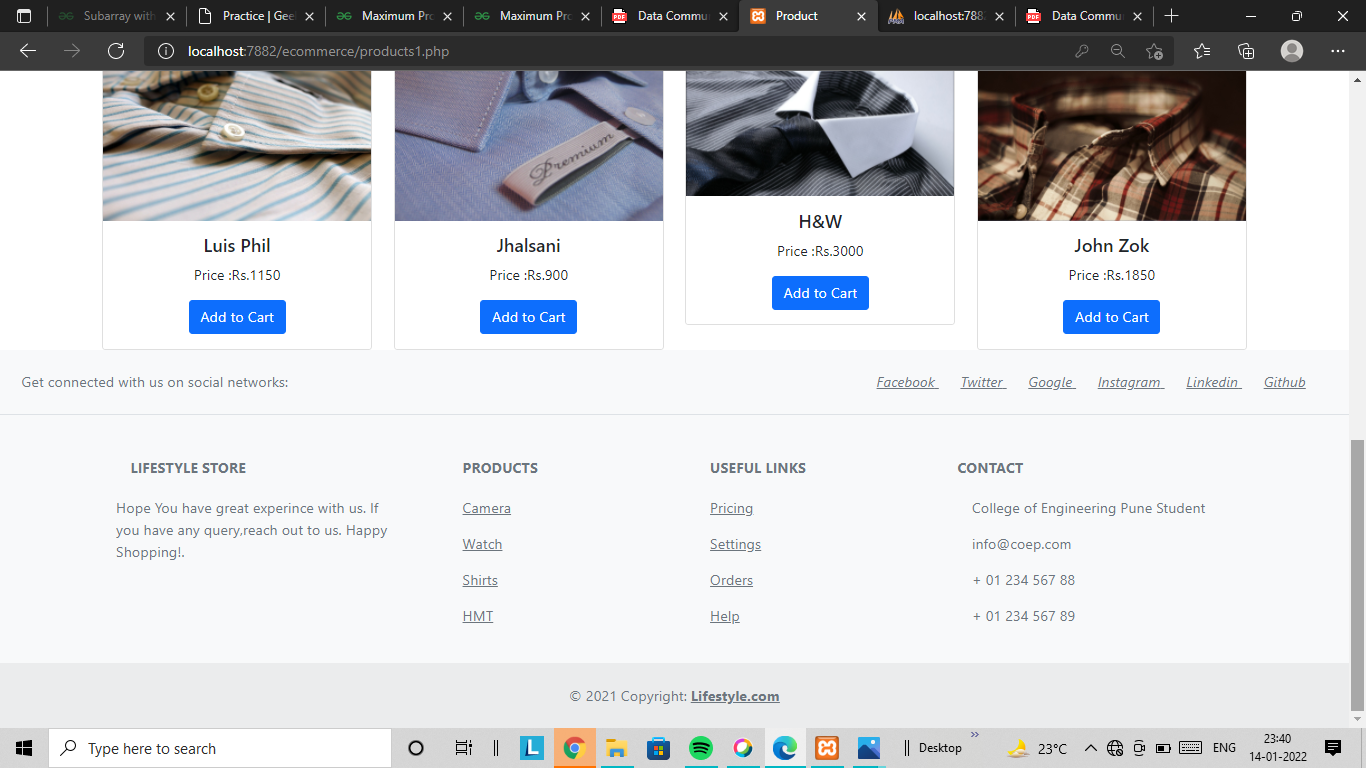 Subarray with
Practice | Gee
Maximum Pro
Maximum Pro
Data Commu
Product
localhost:788
Data Commu
localhost:7882/ecommerce/products1.php
Premium
Luis Phil
Price :Rs.1150
Add to Cart
Jhalsani
Price :Rs.900
Add to Cart
H&W
Price :Rs.3000
Add to Cart
John Zok
Price :Rs.1850
Add to Cart
Get connected with us on social networks:
Facebook Twitter Google Instagram Linkedin Github
LIFESTYLE STORE
Hope You have great experince with us. If
you have any query,reach out to us. Happy
Shopping!.
PRODUCTS
Camera
Watch
Shirts
HMT
USEFUL LINKS
Pricing
Settings
Orders
Help
CONTACT
College of Engineering Pune Student
info@coep.com
+ 01 234 567 88
+ 01 234 567 89
© 2021 Copyright: Lifestyle.com
Type here to search
L
Desktop
23°C
ENG
23:40
14-01-2022